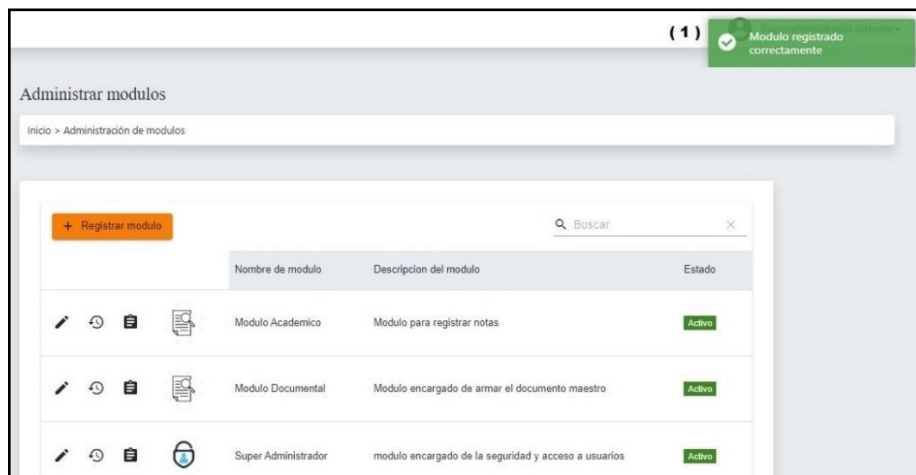 (1)
Modulo registrado
correctamente
Administrar modulos
Inicio > Administración de modulos
+ Registrar modulo
Buscar
Nombre de modulo Descripcion del modulo Estado
Modulo Academico Modulo para registrar notas Activo
Modulo Documental Modulo encargado de armar el documento maestro Activo
Super Administrador modulo encargado de la seguridad y acceso a usuarios Activo